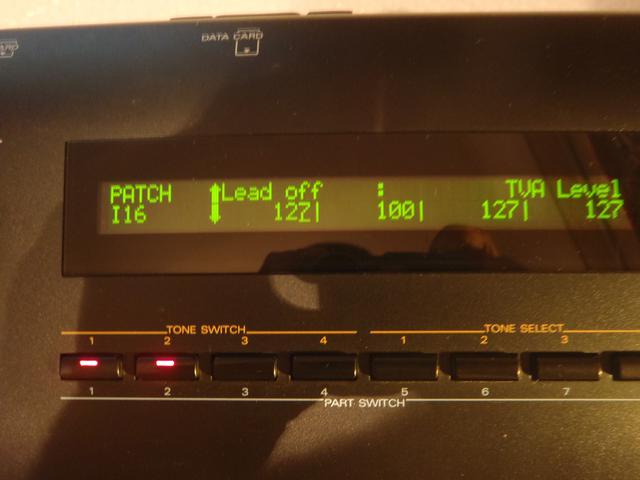 DATA CARD
PATCH Lead off : TVA Level
I16 127| 100| 127| 127
TONE SWITCH TONE SELECT
1 2 3 4 1 2 3
1 2 3 4 5 6 7
PART SWITCH